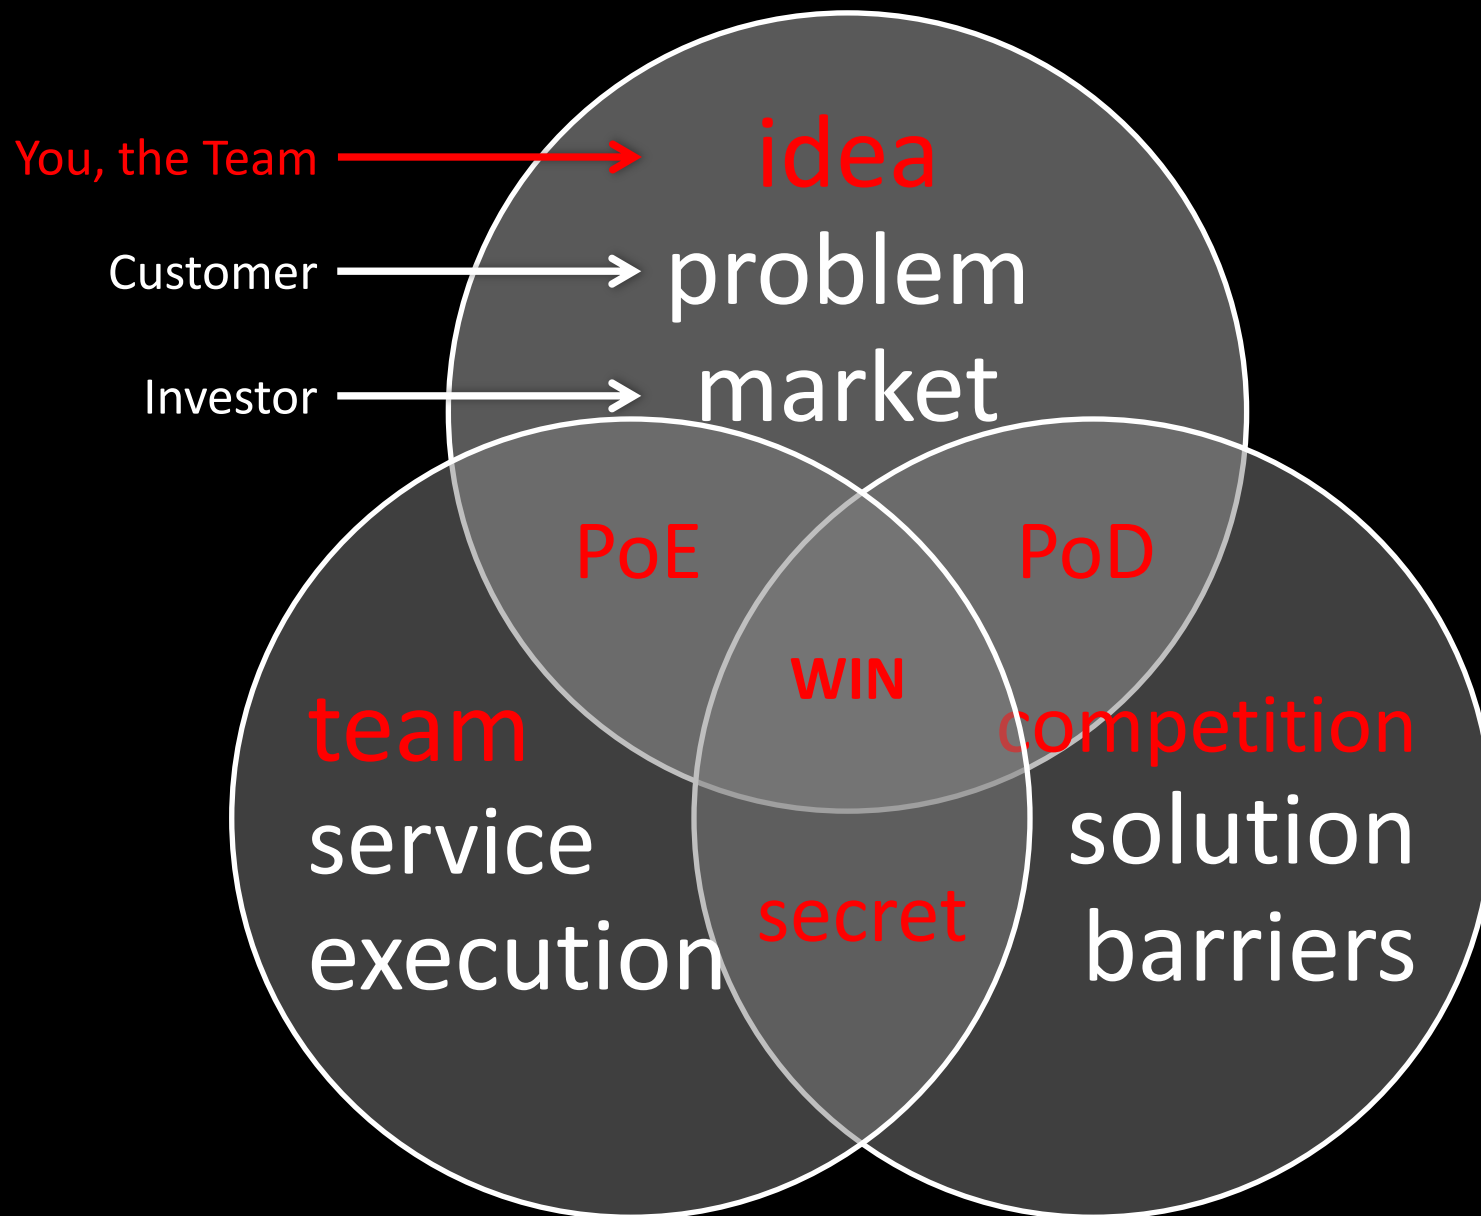 You, the Team
idea
Customer
problem
Investor
market
PoE
PoD
WIN
team
service
execution
competition
solution
barriers
secret